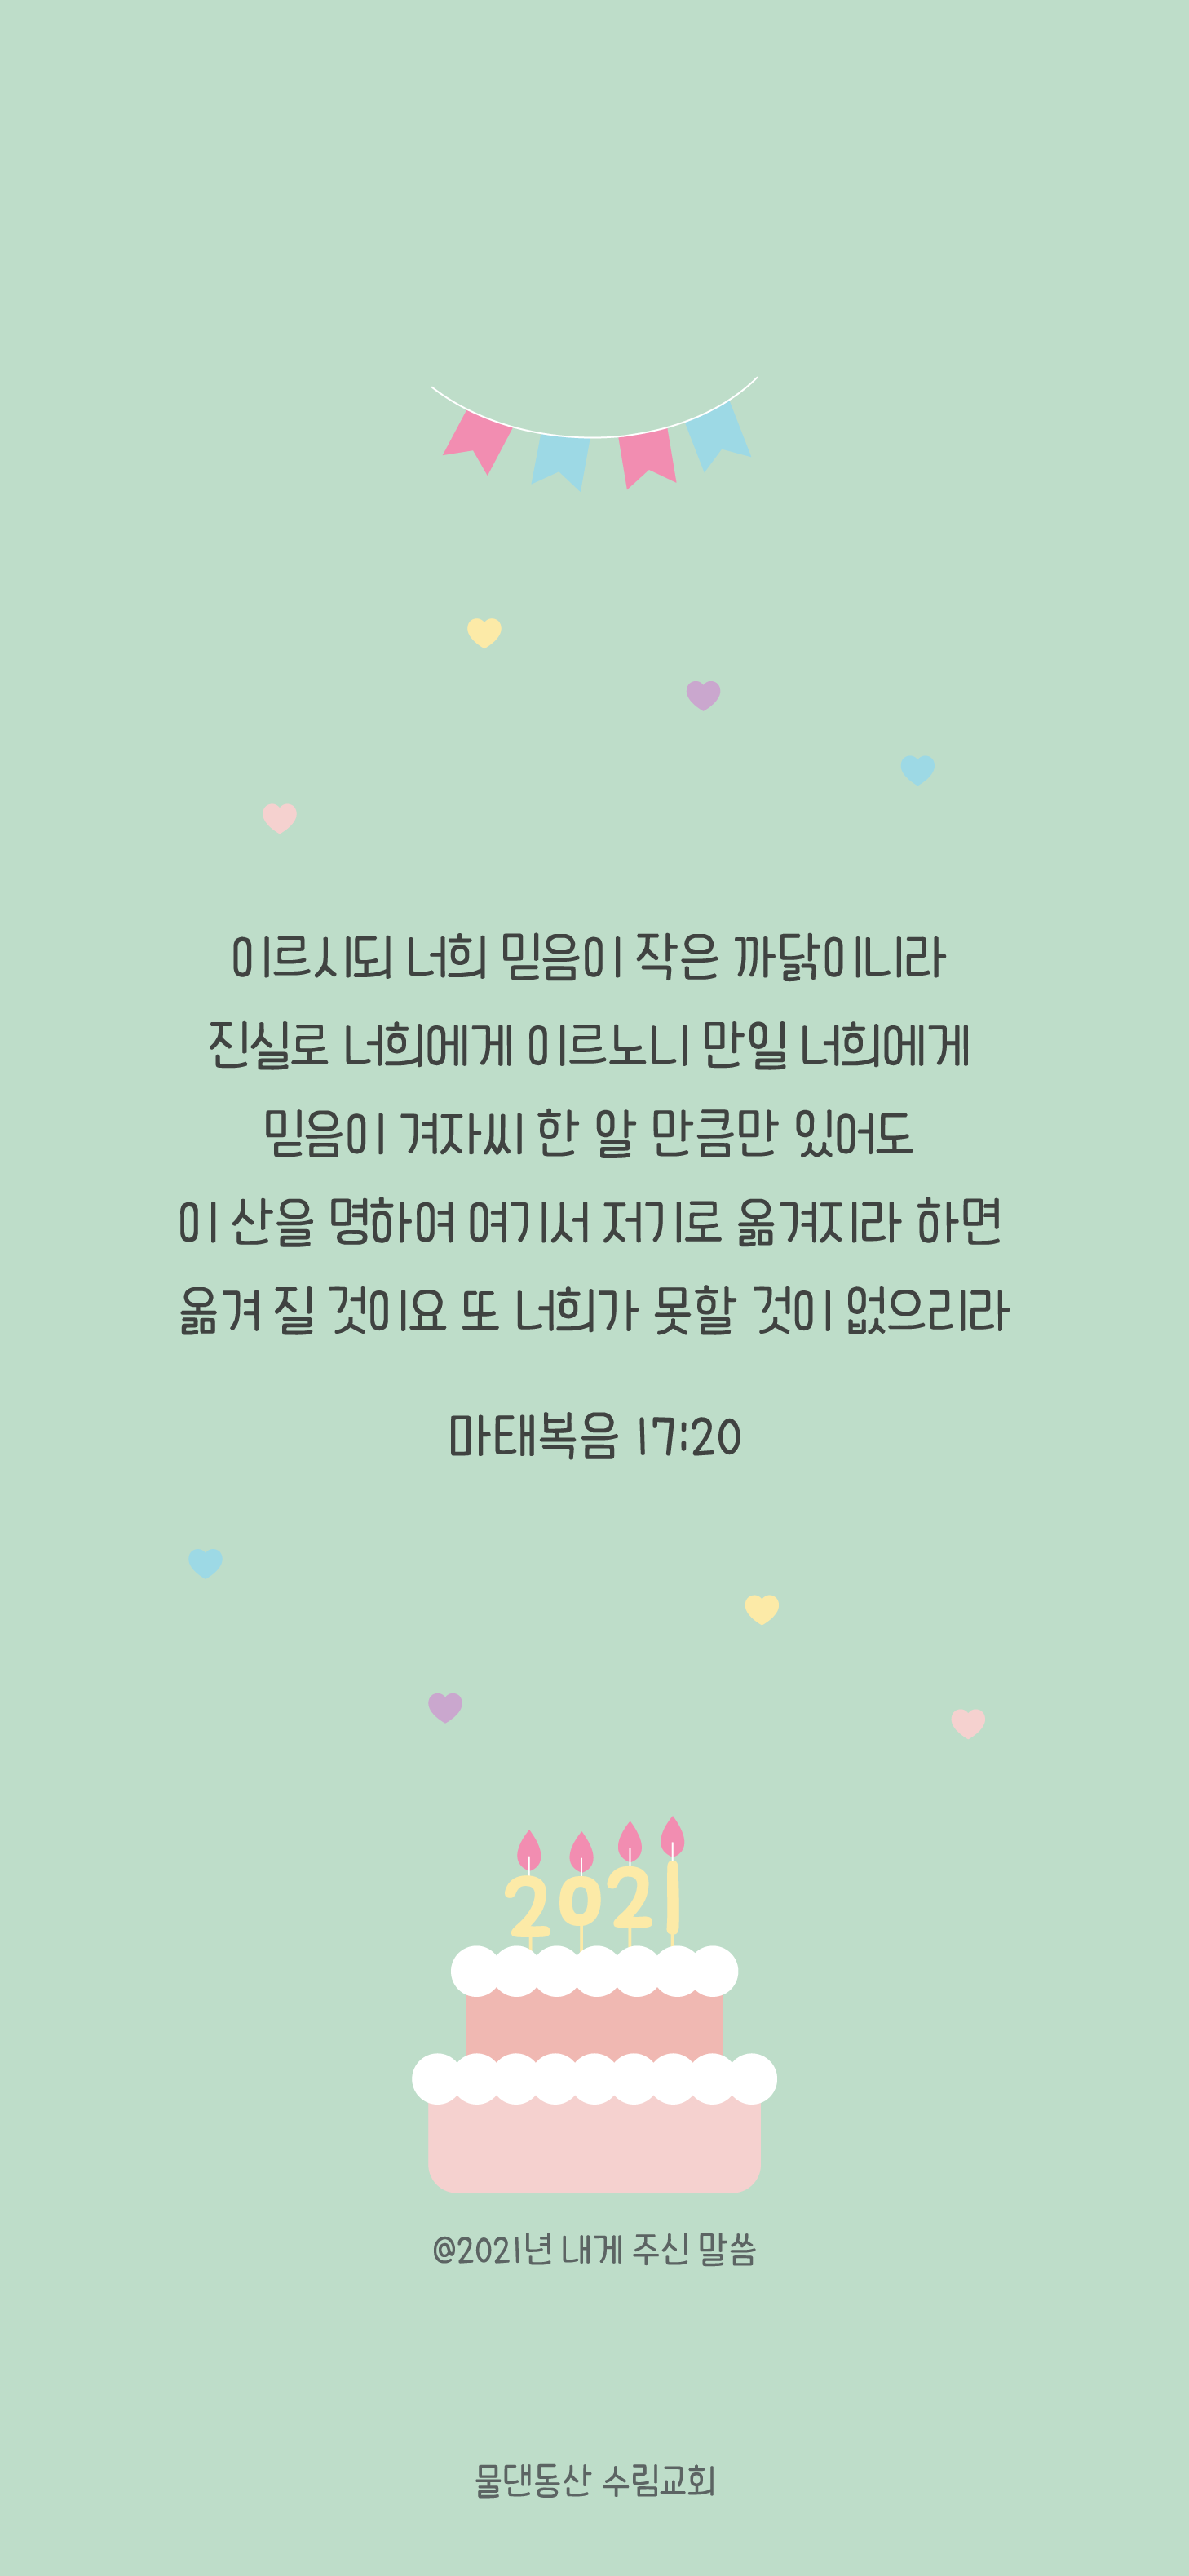 이르시되 너희 믿음이 작은 까닭이니라
진실로 너희에게 이르노니 만일 너희에게
믿음이 겨자씨 한 알 만큼만 있어도
이 산을 명하여 여기서 저기로 옮겨지라 하면
옮겨 질 것이요 또 너희가 못할 것이 없으리라
마태복음 17:20
2021
@2021년 내게 주신 말씀
물댄동산 수림교회